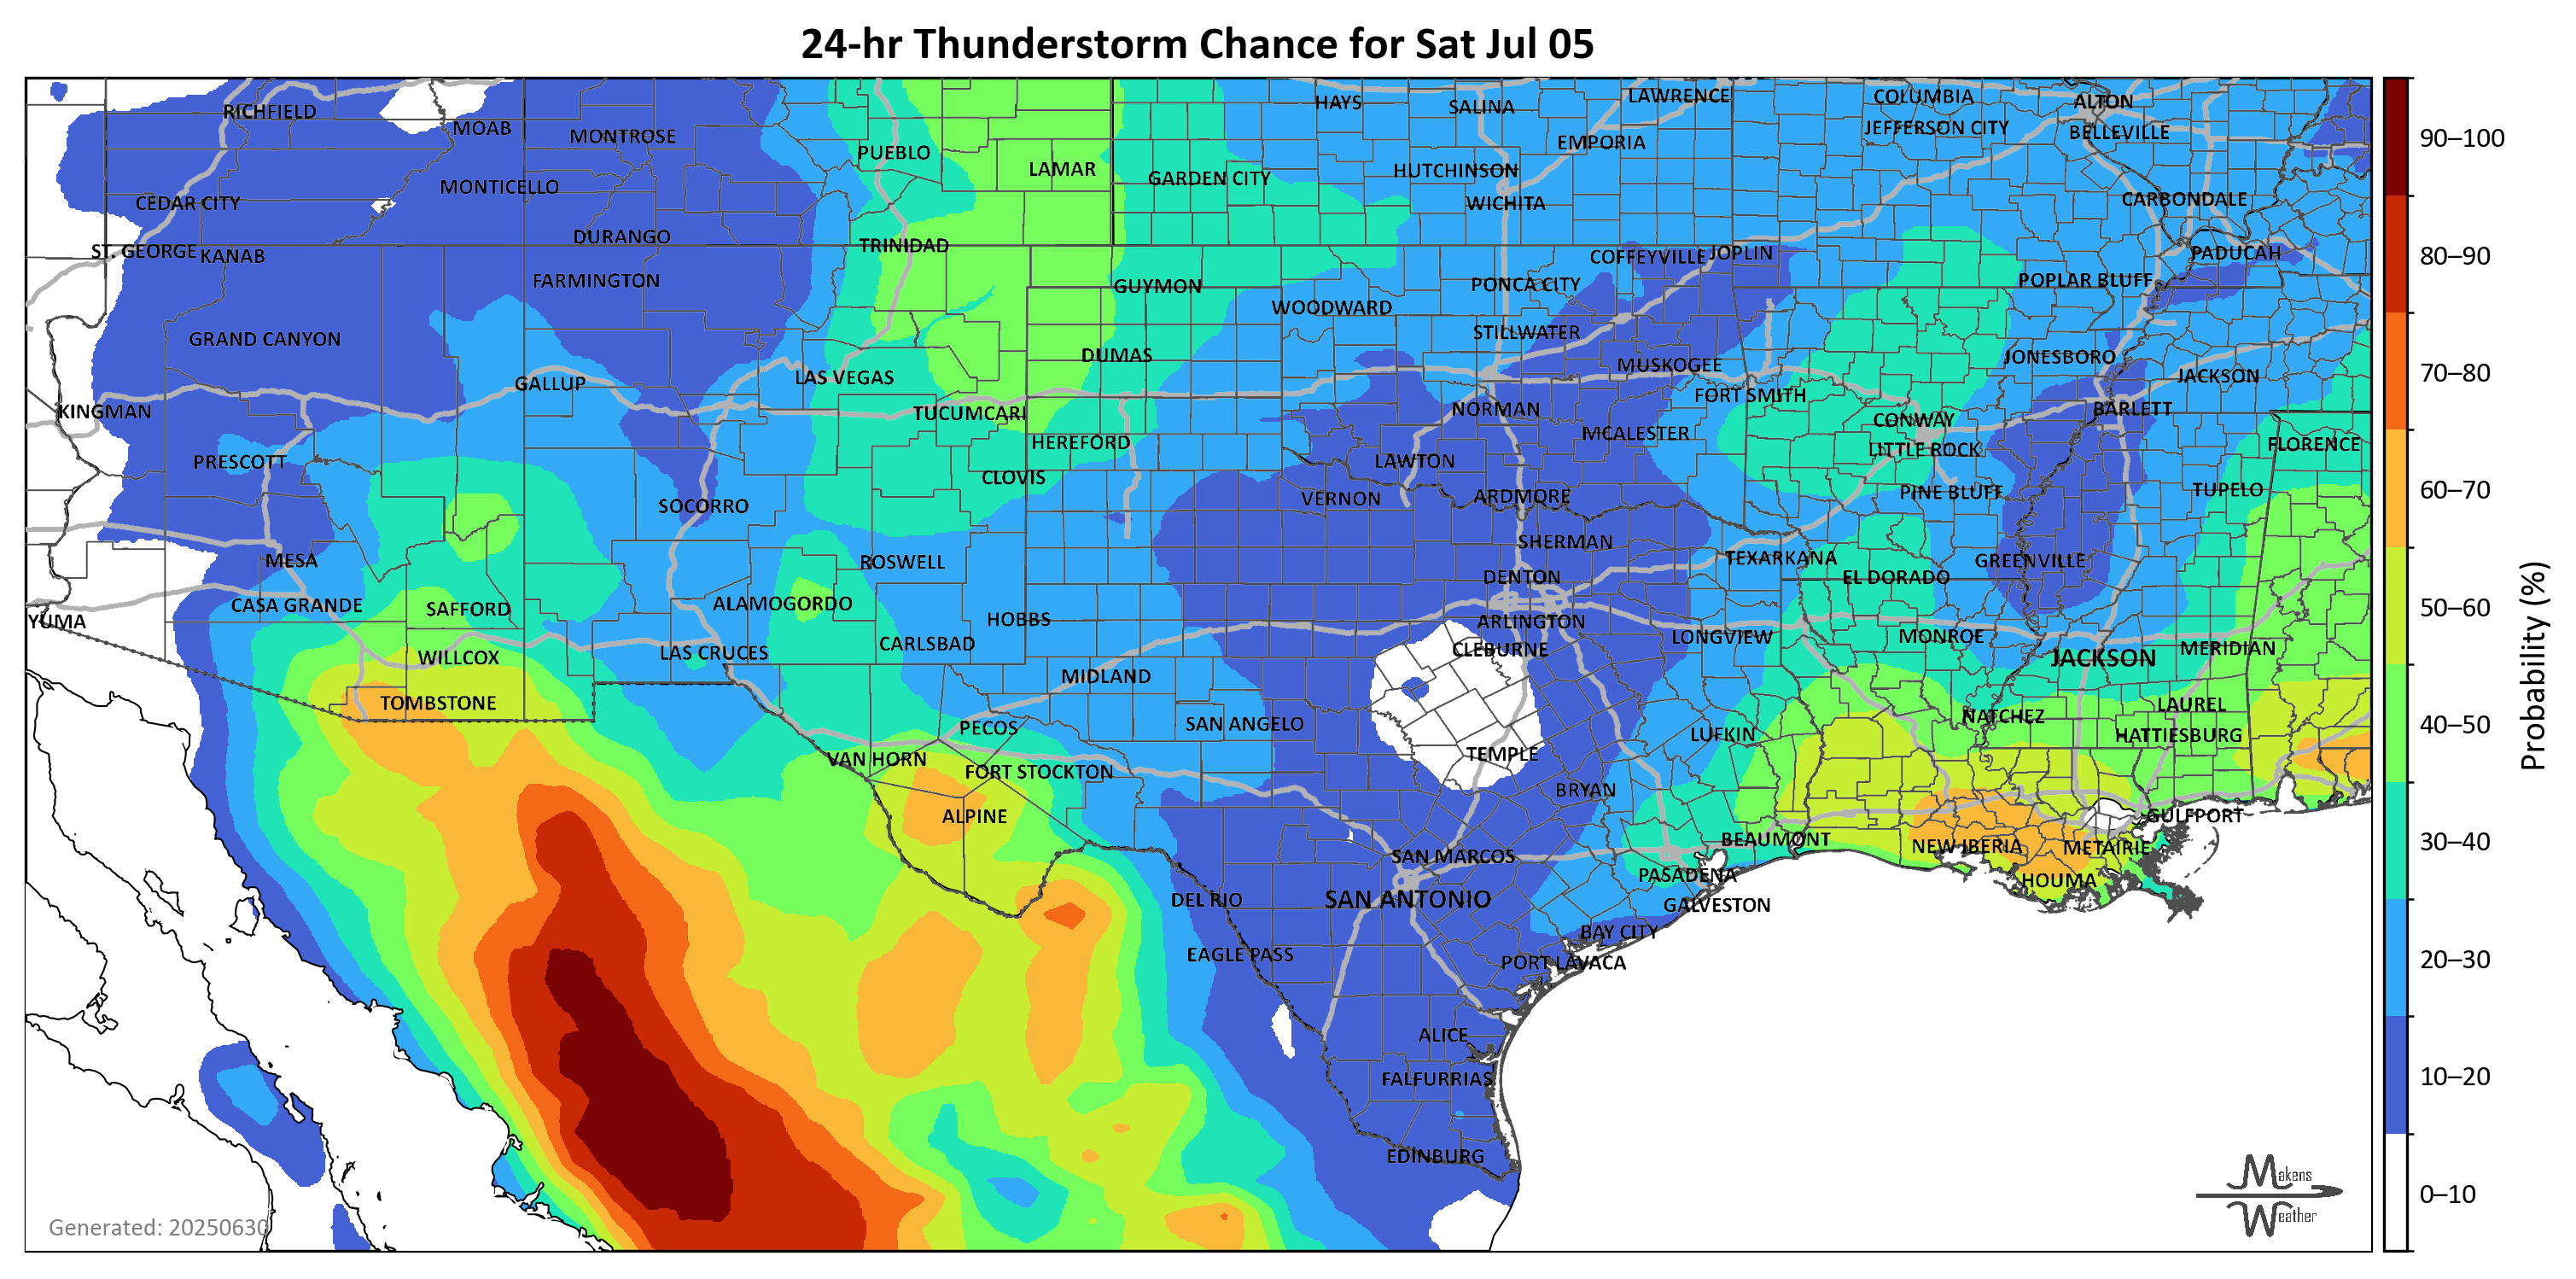 24-hr Thunderstorm Chance for Sat Jul 05
RICHFIELD
MOAB
MONTROSE
PUEBLO
LAMAR
GARDEN CITY
HAYS
SALINA
LAWRENCE
EMPORIA
HUTCHINSON
WICHITA
COLUMBIA
JEFFERSON CITY
ALTON
BELLEVILLE
CARBONDALE
CEDAR CITY
MONTICELLO
DURANGO
ST. GEORGE
KANAB
FARMINGTON
TRINIDAD
GUYMON
WOODWARD
PONCA CITY
COFFEYVILLE
JOPLIN
POPLAR BLUFF
PADUCAH
GRAND CANYON
GALLUP
LAS VEGAS
DUMAS
STILLWATER
MUSKOGEE
JONESBORO
JACKSON
KINGMAN
TUCUMCARI
NORMAN
FORT SMITH
CONWAY
BARLETT
PRESCOTT
HEREFORD
CLOVIS
LAWTON
MCALESTER
LITTLE ROCK
FLORENCE
SOCORRO
VERNON
ARDMORE
PINE BLUFF
TUPELO
MESA
ROSWELL
SHERMAN
TEXARKANA
GREENVILLE
CASA GRANDE
SAFFORD
ALAMOGORDO
HOBBS
DENTON
ARLINGTON
EL DORADO
YUMA
WILLCOX
LAS CRUCES
CARLSBAD
CLEBURNE
LONGVIEW
MONROE
JACKSON
MERIDIAN
TOMBSTONE
MIDLAND
SAN ANGELO
PECOS
VAN HORN
FORT STOCKTON
TEMPLE
LUFKIN
NATCHEZ
LAUREL
HATTIESBURG
ALPINE
BRYAN
BEAUMONT
GULFPORT
SAN MARCOS
NEW IBERIA
METAIRIE
DEL RIO
SAN ANTONIO
PASADENA
GALVESTON
HOUMA
EAGLE PASS
BAY CITY
PORT LAVACA
ALICE
FALFURRIAS
EDINBURG
Generated: 20250630
Makens
Weather
90–100
80–90
70–80
60–70
50–60
40–50
30–40
20–30
10–20
0–10
Probability (%)